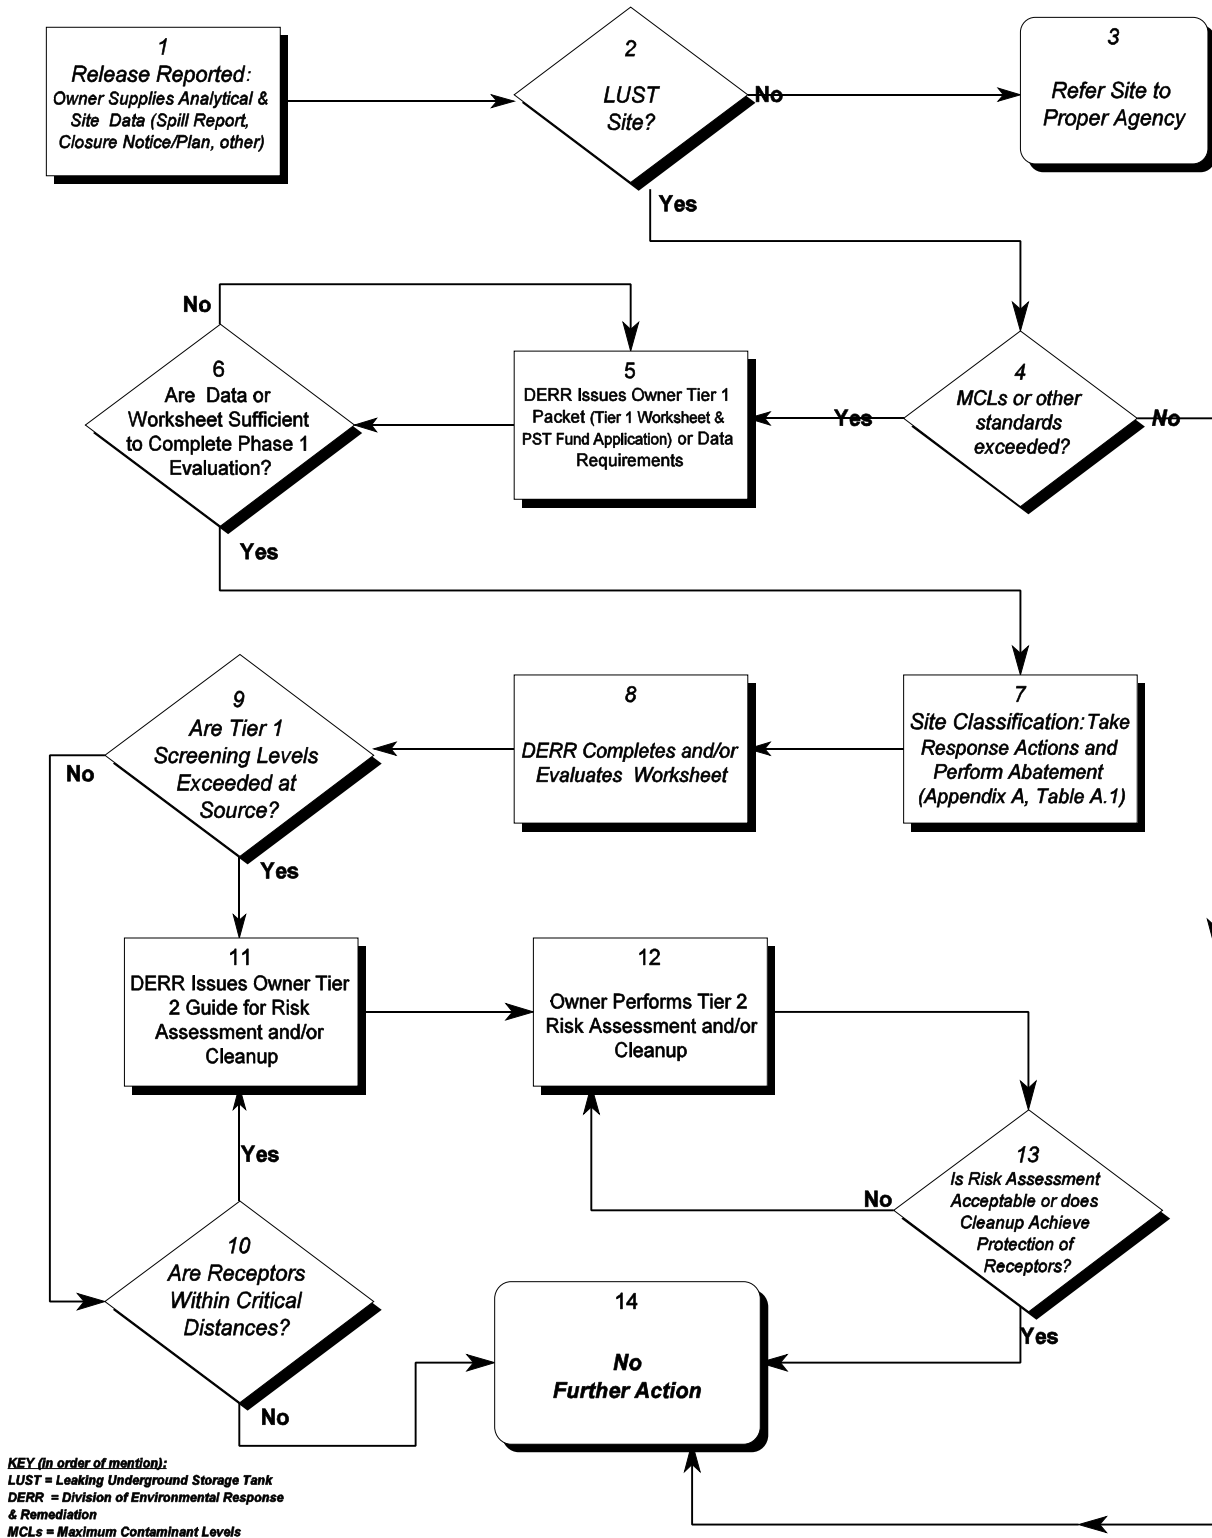 1
Release Reported:
Owner Supplies Analytical &
Site Data (Spill Report,
Closure Notice/Plan, other)
2
LUST
Site?
No
3
Refer Site to
Proper Agency
Yes
4
MCLs or other
standards
exceeded?
No
Yes
5
DERR Issues Owner Tier 1
Packet (Tier 1 Worksheet &
PST Fund Application) or Data
Requirements
No
6
Are Data or
Worksheet Sufficient
to Complete Phase 1
Evaluation?
Yes
7
Site Classification: Take
Response Actions and
Perform Abatement
(Appendix A, Table A.1)
8
DERR Completes and/or
Evaluates Worksheet
9
Are Tier 1
Screening Levels
Exceeded at
Source?
No
Yes
11
DERR Issues Owner Tier
2 Guide for Risk
Assessment and/or
Cleanup
12
Owner Performs Tier 2
Risk Assessment and/or
Cleanup
Yes
10
Are Receptors
Within Critical
Distances?
No
13
Is Risk Assessment
Acceptable or does
Cleanup Achieve
Protection of
Receptors?
No
Yes
14
No
Further Action
KEY (in order of mention):
LUST = Leaking Underground Storage Tank
DERR = Division of Environmental Response
& Remediation
MCLs = Maximum Contaminant Levels